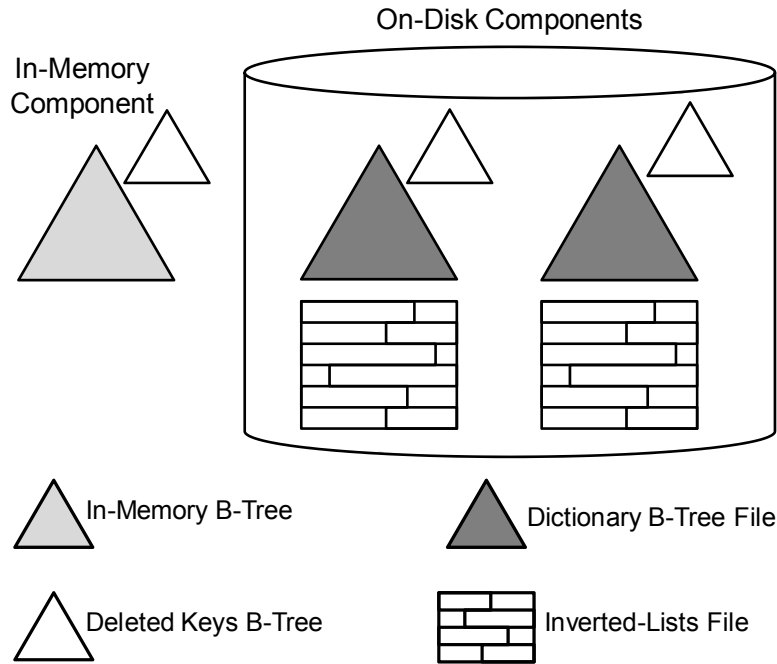 On-Disk Components
In-Memory
Component
In-Memory B-Tree
Dictionary B-Tree File
Deleted Keys B-Tree
Inverted-Lists File